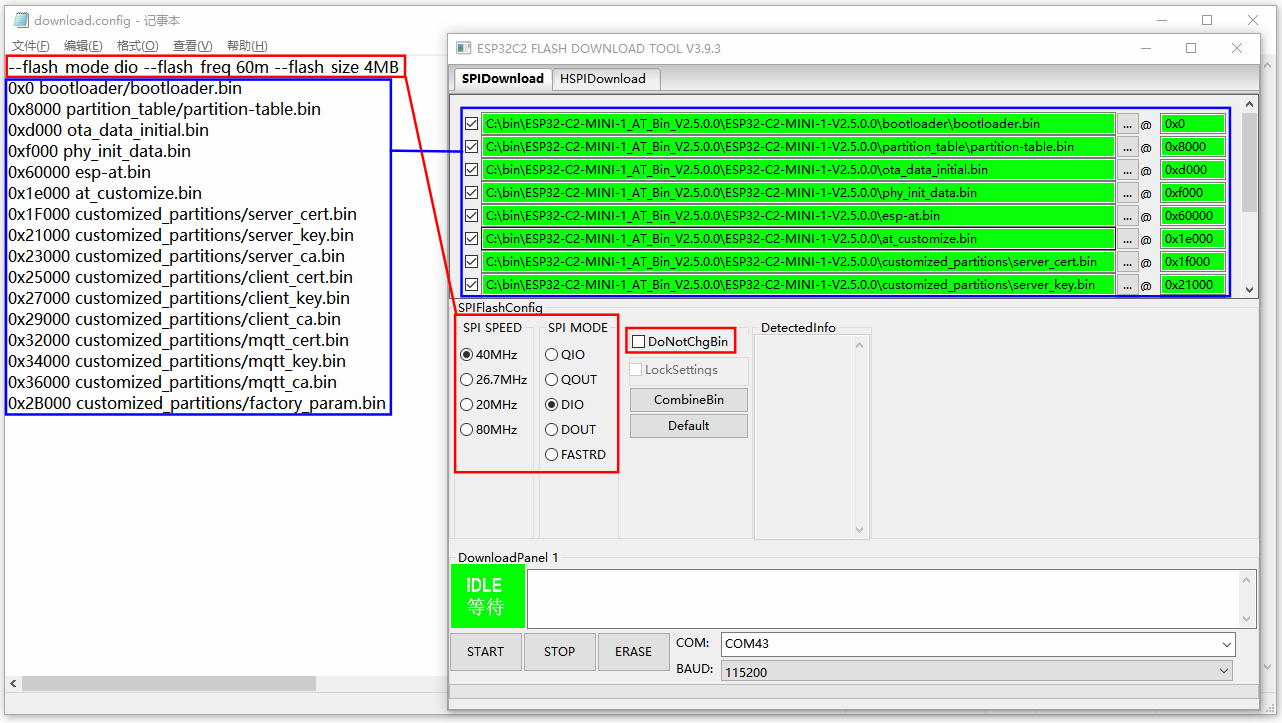 download.config - 记事本
文件(F) 编辑(E) 格式(O) 查看(V) 帮助(H)
--flash_mode dio --flash_freq 60m --flash_size 4MB
0x0 bootloader/bootloader.bin
0x8000 partition_table/partition-table.bin
0xd000 ota_data_initial.bin
0xf000 phy_init_data.bin
0x60000 esp-at.bin
0x1e000 at_customize.bin
0x1F000 customized_partitions/server_cert.bin
0x21000 customized_partitions/server_key.bin
0x23000 customized_partitions/server_ca.bin
0x25000 customized_partitions/client_cert.bin
0x27000 customized_partitions/client_key.bin
0x29000 customized_partitions/client_ca.bin
0x32000 customized_partitions/mqtt_cert.bin
0x34000 customized_partitions/mqtt_key.bin
0x36000 customized_partitions/mqtt_ca.bin
0x2B000 customized_partitions/factory_param.bin
ESP32C2 FLASH DOWNLOAD TOOL V3.9.3
SPIDownload HSPIDownload
C:\bin\ESP32-C2-MINI-1_AT_Bin_V2.5.0.0\ESP32-C2-MINI-1-V2.5.0.0\bootloader\bootloader.bin ... @ 0x0
C:\bin\ESP32-C2-MINI-1_AT_Bin_V2.5.0.0\ESP32-C2-MINI-1-V2.5.0.0\partition_table\partition-table.bin ... @ 0x8000
C:\bin\ESP32-C2-MINI-1_AT_Bin_V2.5.0.0\ESP32-C2-MINI-1-V2.5.0.0\ota_data_initial.bin ... @ 0xd000
C:\bin\ESP32-C2-MINI-1_AT_Bin_V2.5.0.0\ESP32-C2-MINI-1-V2.5.0.0\phy_init_data.bin ... @ 0xf000
C:\bin\ESP32-C2-MINI-1_AT_Bin_V2.5.0.0\ESP32-C2-MINI-1-V2.5.0.0\esp-at.bin ... @ 0x60000
C:\bin\ESP32-C2-MINI-1_AT_Bin_V2.5.0.0\ESP32-C2-MINI-1-V2.5.0.0\at_customize.bin ... @ 0x1e000
C:\bin\ESP32-C2-MINI-1_AT_Bin_V2.5.0.0\ESP32-C2-MINI-1-V2.5.0.0\customized_partitions\server_cert.bin ... @ 0x1f000
C:\bin\ESP32-C2-MINI-1_AT_Bin_V2.5.0.0\ESP32-C2-MINI-1-V2.5.0.0\customized_partitions\server_key.bin ... @ 0x21000
SPIFlashConfig
SPI SPEED
40MHz
26.7MHz
20MHz
80MHz
SPI MODE
QIO
QOUT
DIO
DOUT
FASTRD
DoNotChgBin
LockSettings
CombineBin
Default
DetectedInfo
DownloadPanel 1
IDLE
等待
START STOP ERASE
COM: COM43
BAUD: 115200